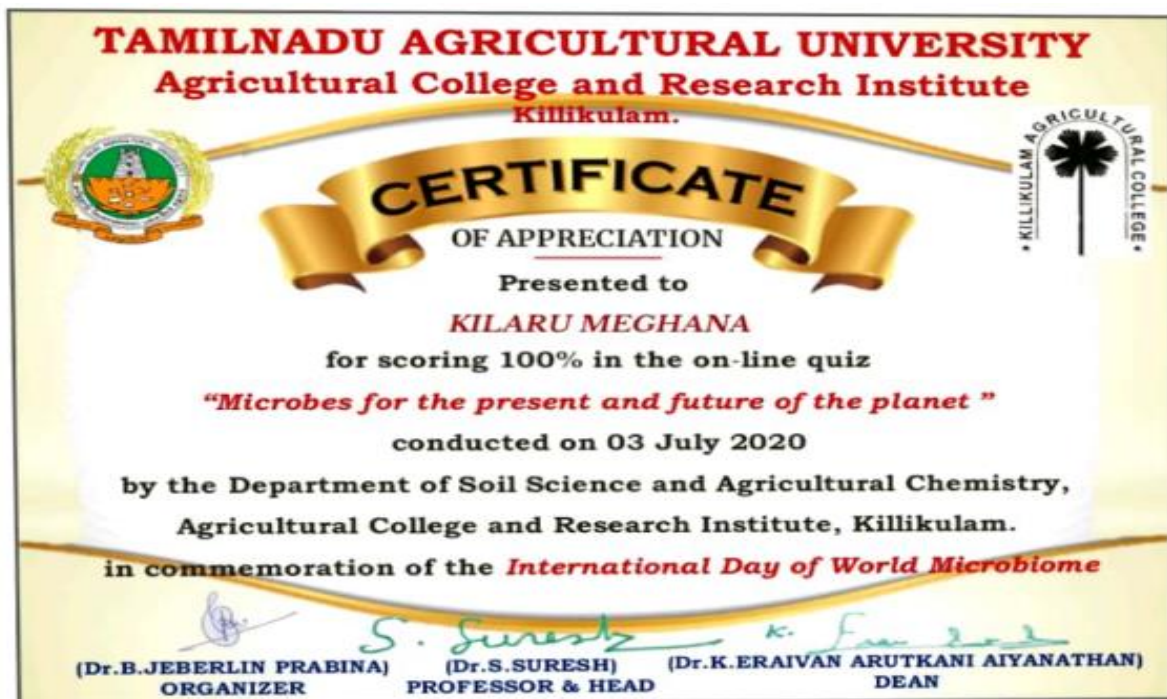 TAMILNADU AGRICULTURAL UNIVERSITY
Agricultural College and Research Institute
Killikulam.
KILLIKULAM AGRICULTURAL COLLEGE
CERTIFICATE
OF APPRECIATION
Presented to
KILARU MEGHANA
for scoring 100% in the on-line quiz
“Microbes for the present and future of the planet ”
conducted on 03 July 2020
by the Department of Soil Science and Agricultural Chemistry,
Agricultural College and Research Institute, Killikulam.
in commemoration of the International Day of World Microbiome
S. Suresh
(Dr.B.JEBERLIN PRABINA) (Dr.S.SURESH) (Dr.K.ERAIVAN ARUTKANI AIYANATHAN)
ORGANIZER PROFESSOR & HEAD DEAN